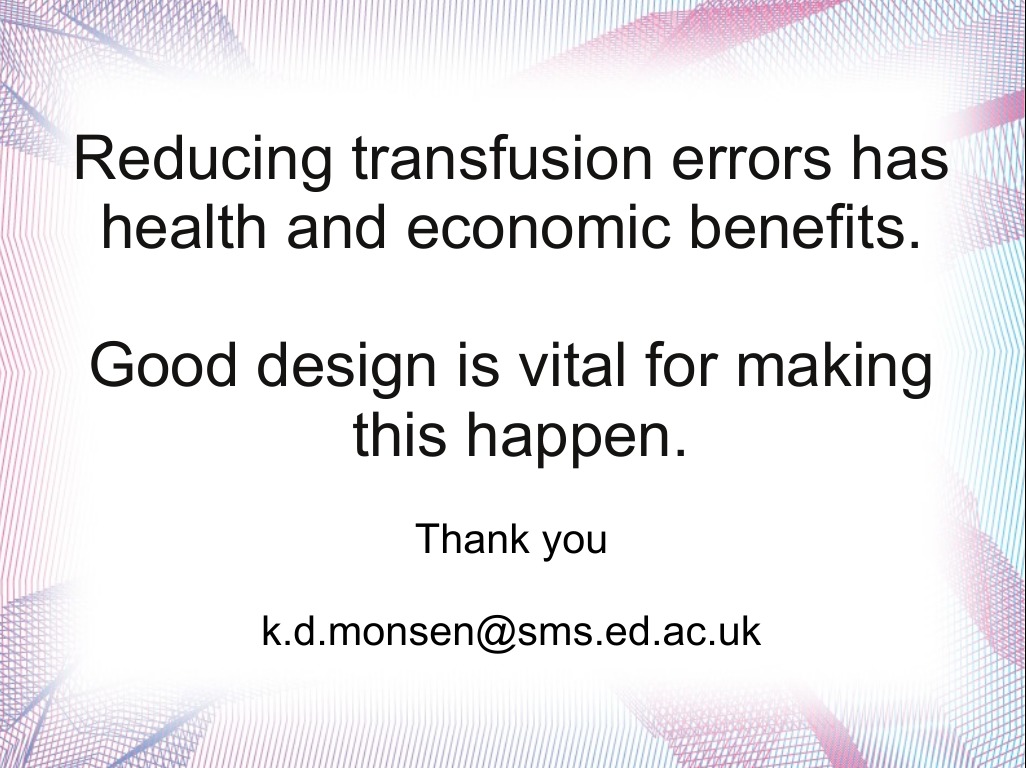 Reducing transfusion errors has
health and economic benefits.
Good design is vital for making
this happen.
Thank you
k.d.monsen@sms.ed.ac.uk